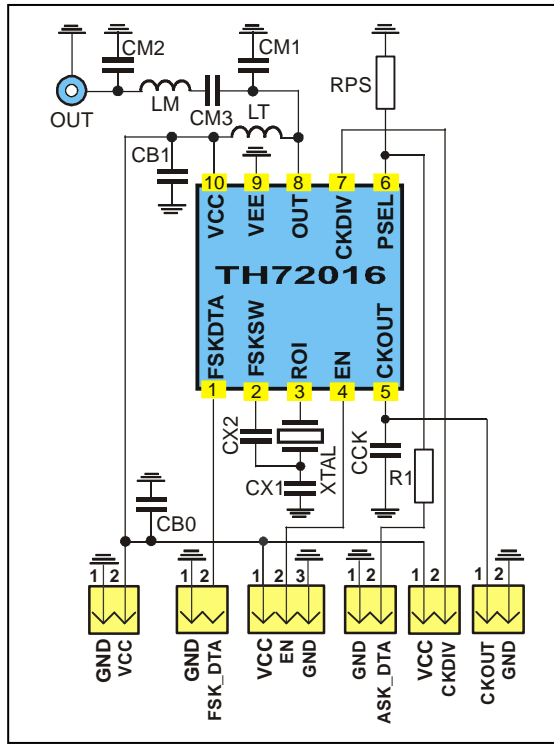 CM2
CM1
RPS
OUT
LM
CM3
LT
CB1
10 9 8 7 6
VCC VEE OUT CKDIV PSEL
TH72016
FSKDTA FSKSW ROI EN CKOUT
1 2 3 4 5
CX2
XTAL
CCK
R1
CX1
CB0
1 2 1 2 1 2 3 1 2 1 2 1 2
GND VCC GND FSK_DTA VCC EN GND GND ASK_DTA VCC CKDIV CKOUT GND